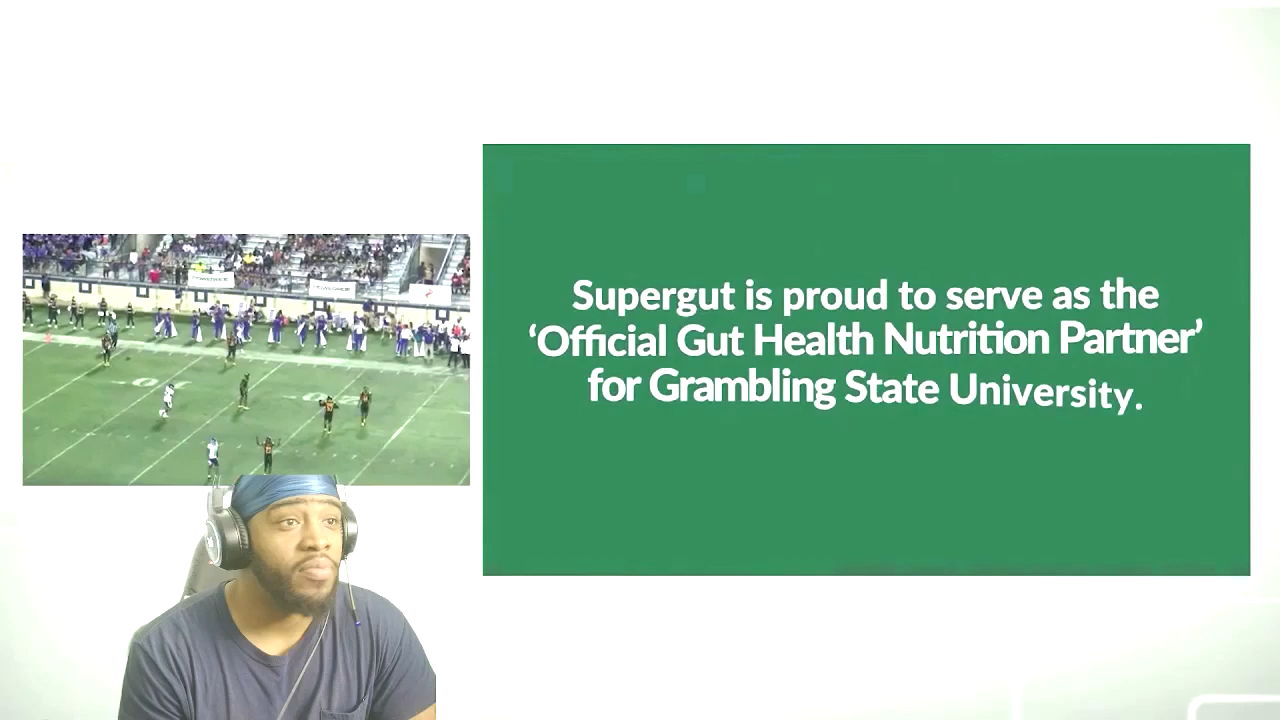 Supergut is proud to serve as the
‘Official Gut Health Nutrition Partner’
for Grambling State University.